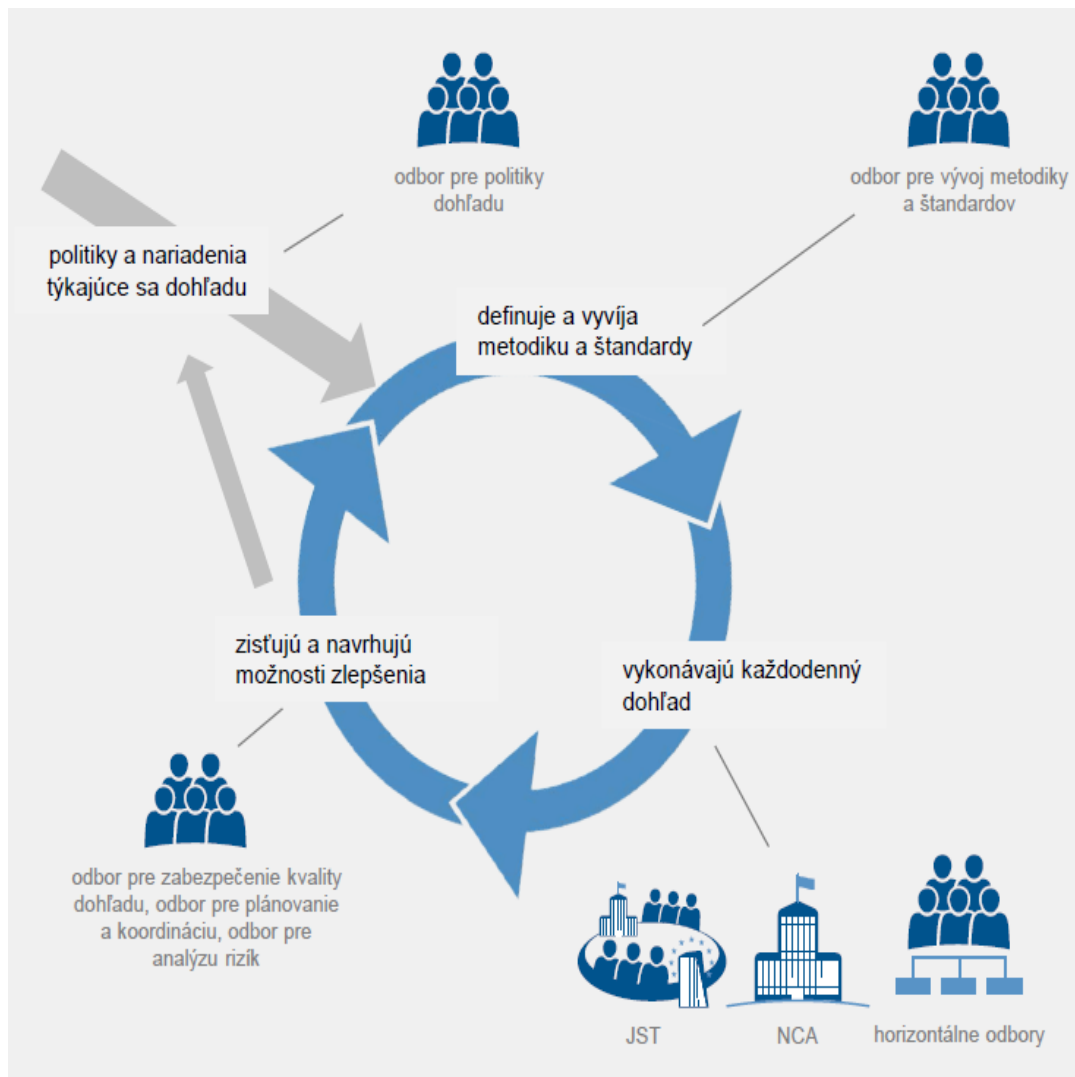 odbor pre politiky
dohľadu
odbor pre vývoj metodiky
a štandardov
politiky a nariadenia
týkajúce sa dohľadu
definuje a vyvíja
metodiku a štandardy
zisťujú a navrhujú
možnosti zlepšenia
vykonávajú každodenný
dohľad
odbor pre zabezpečenie kvality
dohľadu, odbor pre plánovanie
a koordináciu, odbor pre
analýzu rizík
JST
NCA
horizontálne odbory